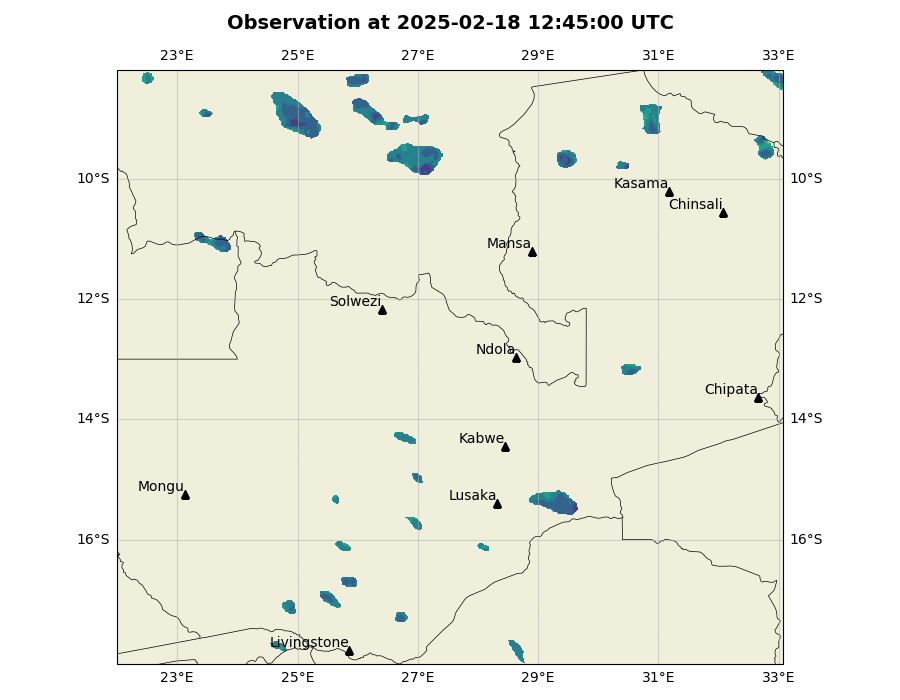 Observation at 2025-02-18 12:45:00 UTC
23°E 25°E 27°E 29°E 31°E 33°E
10°S 10°S
Kasama
Chinsali
Mansa
12°S 12°S
Solwezi
Ndola
Chipata
14°S 14°S
Kabwe
Mongu
Lusaka
16°S 16°S
Livingstone
23°E 25°E 27°E 29°E 31°E 33°E